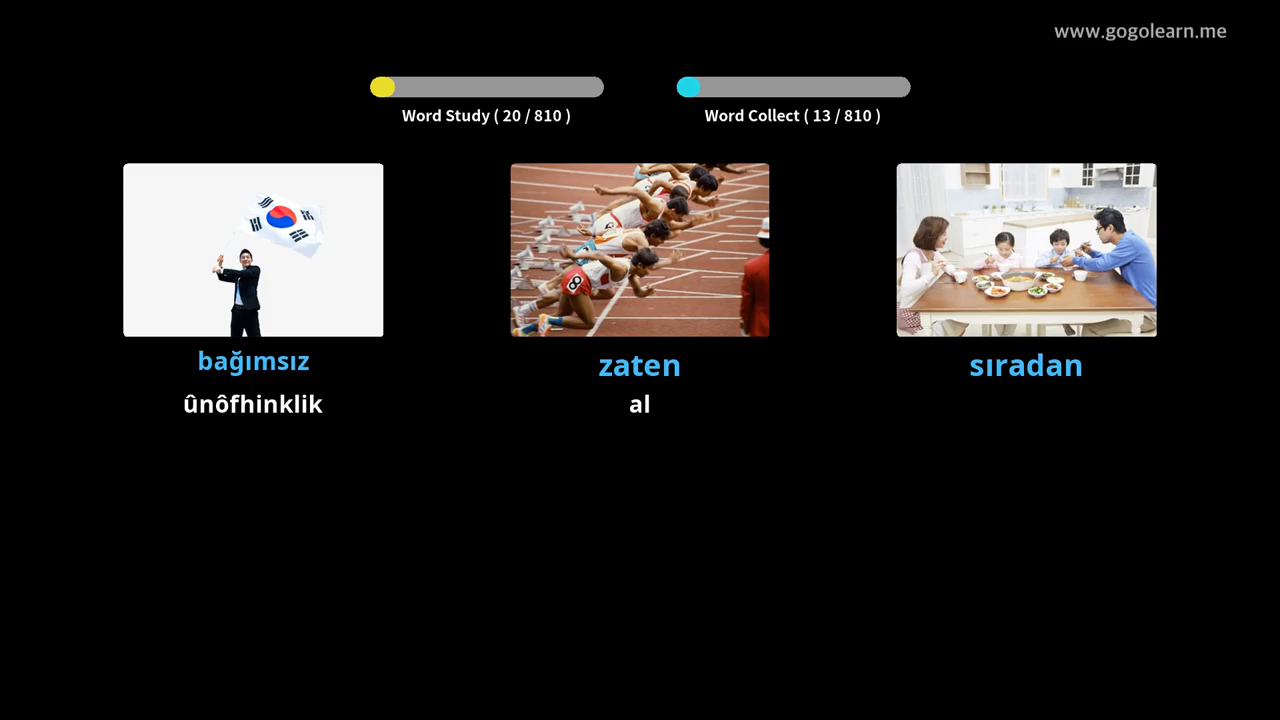 www.gogolearn.me
Word Study ( 20 / 810 )
Word Collect ( 13 / 810 )
bağımsız
zaten
sıradan
ûnôfhinklik
al